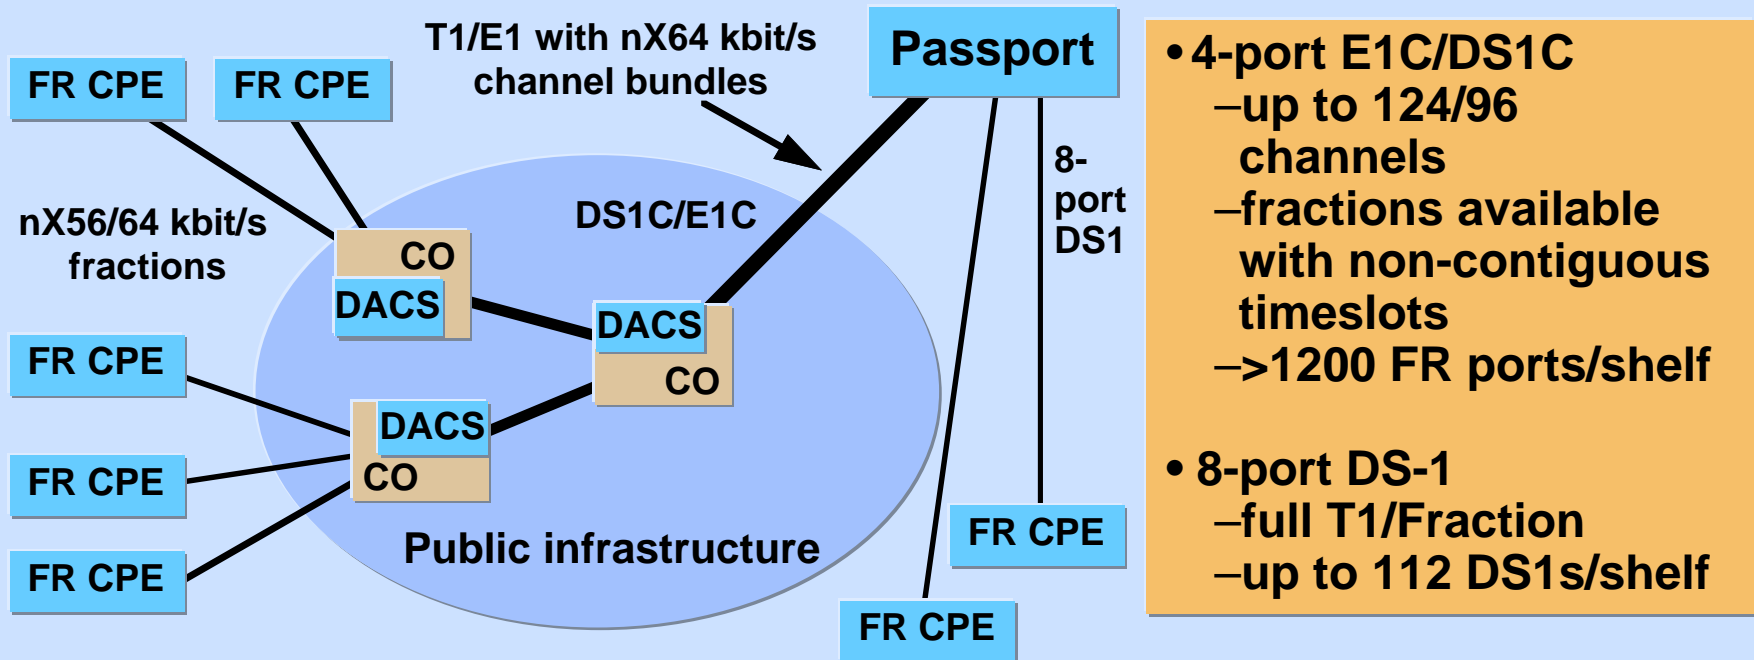 T1/E1 with nX64 kbit/s
channel bundles
Passport
FR CPE
FR CPE
8-
port
DS1
nX56/64 kbit/s
fractions
DS1C/E1C
CO
DACS
DACS
CO
FR CPE
DACS
CO
FR CPE
FR CPE
Public infrastructure
FR CPE
FR CPE
• 4-port E1C/DS1C
–up to 124/96
channels
–fractions available
with non-contiguous
timeslots
–>1200 FR ports/shelf
• 8-port DS-1
–full T1/Fraction
–up to 112 DS1s/shelf